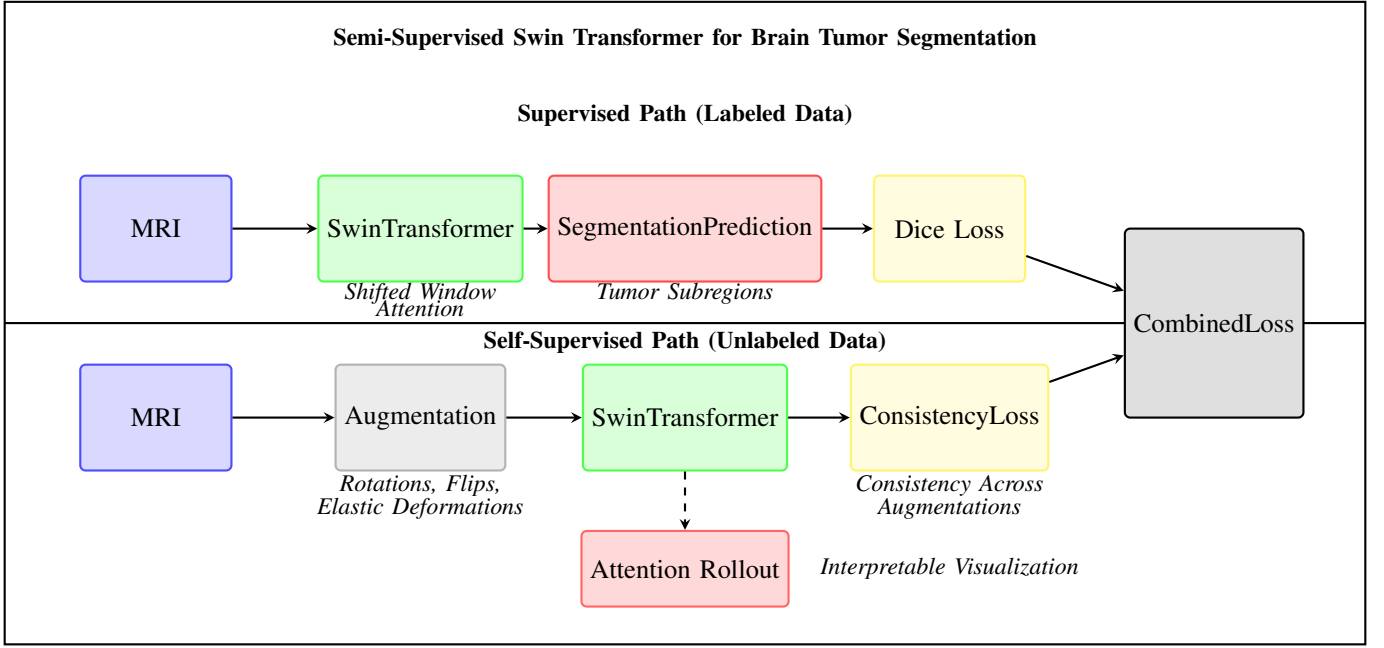 Semi-Supervised Swin Transformer for Brain Tumor Segmentation
Supervised Path (Labeled Data)
MRI
SwinTransformer
SegmentationPrediction
Dice Loss
Shifted Window
Attention
Tumor Subregions
CombinedLoss
Self-Supervised Path (Unlabeled Data)
MRI
Augmentation
SwinTransformer
ConsistencyLoss
Rotations, Flips,
Elastic Deformations
Consistency Across
Augmentations
Attention Rollout
Interpretable Visualization